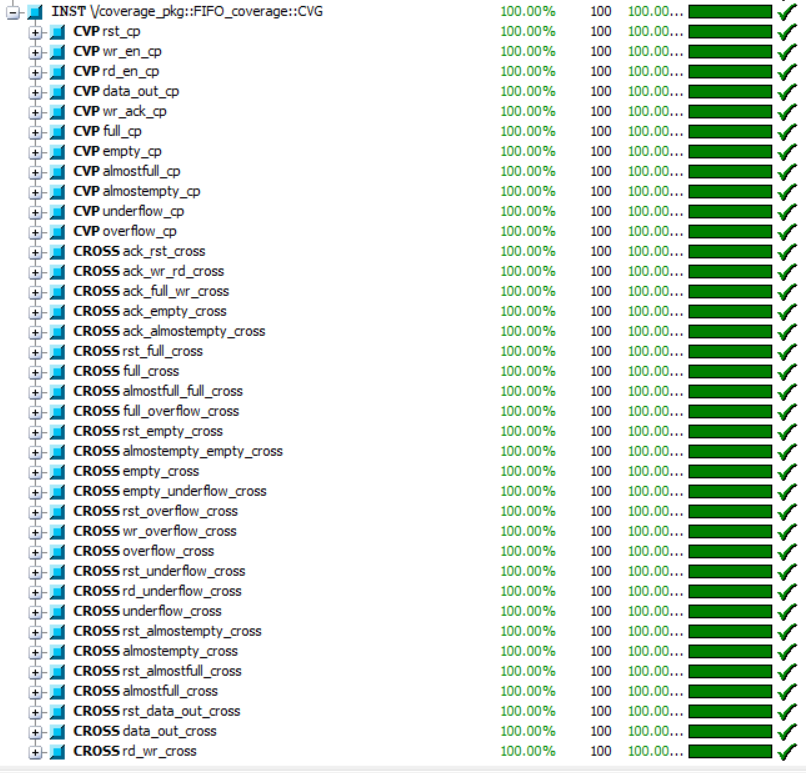 INST \/coverage_pkg::FIFO_coverage::CVG 100.00% 100 100.00...
CVP rst_cp 100.00% 100 100.00...
CVP wr_en_cp 100.00% 100 100.00...
CVP rd_en_cp 100.00% 100 100.00...
CVP data_out_cp 100.00% 100 100.00...
CVP wr_ack_cp 100.00% 100 100.00...
CVP full_cp 100.00% 100 100.00...
CVP empty_cp 100.00% 100 100.00...
CVP almostfull_cp 100.00% 100 100.00...
CVP almostempty_cp 100.00% 100 100.00...
CVP underflow_cp 100.00% 100 100.00...
CVP overflow_cp 100.00% 100 100.00...
CROSS ack_rst_cross 100.00% 100 100.00...
CROSS ack_wr_rd_cross 100.00% 100 100.00...
CROSS ack_full_wr_cross 100.00% 100 100.00...
CROSS ack_empty_cross 100.00% 100 100.00...
CROSS ack_almostempty_cross 100.00% 100 100.00...
CROSS rst_full_cross 100.00% 100 100.00...
CROSS full_cross 100.00% 100 100.00...
CROSS almostfull_full_cross 100.00% 100 100.00...
CROSS full_overflow_cross 100.00% 100 100.00...
CROSS rst_empty_cross 100.00% 100 100.00...
CROSS almostempty_empty_cross 100.00% 100 100.00...
CROSS empty_cross 100.00% 100 100.00...
CROSS empty_underflow_cross 100.00% 100 100.00...
CROSS rst_overflow_cross 100.00% 100 100.00...
CROSS wr_overflow_cross 100.00% 100 100.00...
CROSS overflow_cross 100.00% 100 100.00...
CROSS rst_underflow_cross 100.00% 100 100.00...
CROSS rd_underflow_cross 100.00% 100 100.00...
CROSS underflow_cross 100.00% 100 100.00...
CROSS rst_almostempty_cross 100.00% 100 100.00...
CROSS almostempty_cross 100.00% 100 100.00...
CROSS rst_almostfull_cross 100.00% 100 100.00...
CROSS almostfull_cross 100.00% 100 100.00...
CROSS rst_data_out_cross 100.00% 100 100.00...
CROSS data_out_cross 100.00% 100 100.00...
CROSS rd_wr_cross 100.00% 100 100.00...